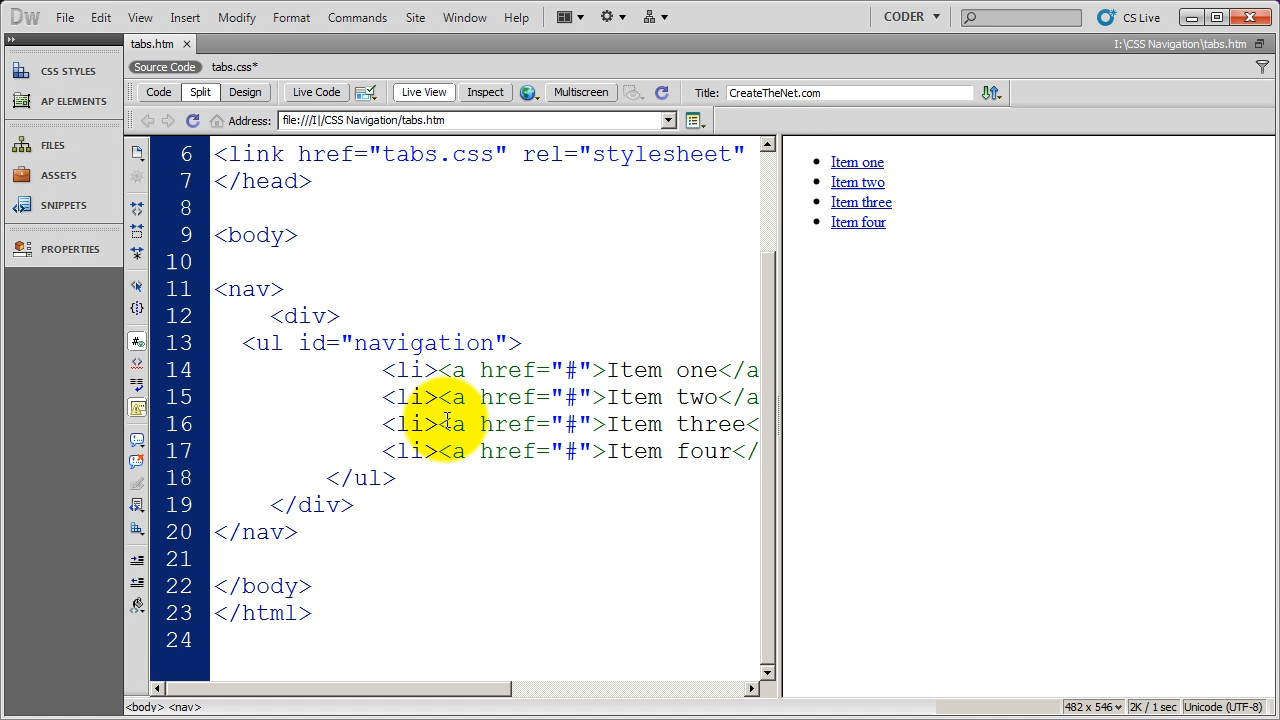 Dw File Edit View Insert Modify Format Commands Site Window Help CODER CS Live
tabs.htm × I:\CSS Navigation\tabs.htm
Source Code tabs.css*
Code Split Design Live Code Live View Inspect Multiscreen Title: CreateTheNet.com
Address: file:///I|/CSS Navigation/tabs.htm
CSS STYLES
AP ELEMENTS
FILES
ASSETS
SNIPPETS
PROPERTIES
6 <link href="tabs.css" rel="stylesheet"
7 </head>
8
9 <body>
10
11 <nav>
12 <div>
13 <ul id="navigation">
14 <li><a href="#">Item one</a
15 <li><a href="#">Item two</a
16 <li><a href="#">Item three<
17 <li><a href="#">Item four</
18 </ul>
19 </div>
20 </nav>
21
22 </body>
23 </html>
24
• Item one
• Item two
• Item three
• Item four
<body> <nav> 482 x 546 2K / 1 sec Unicode (UTF-8)